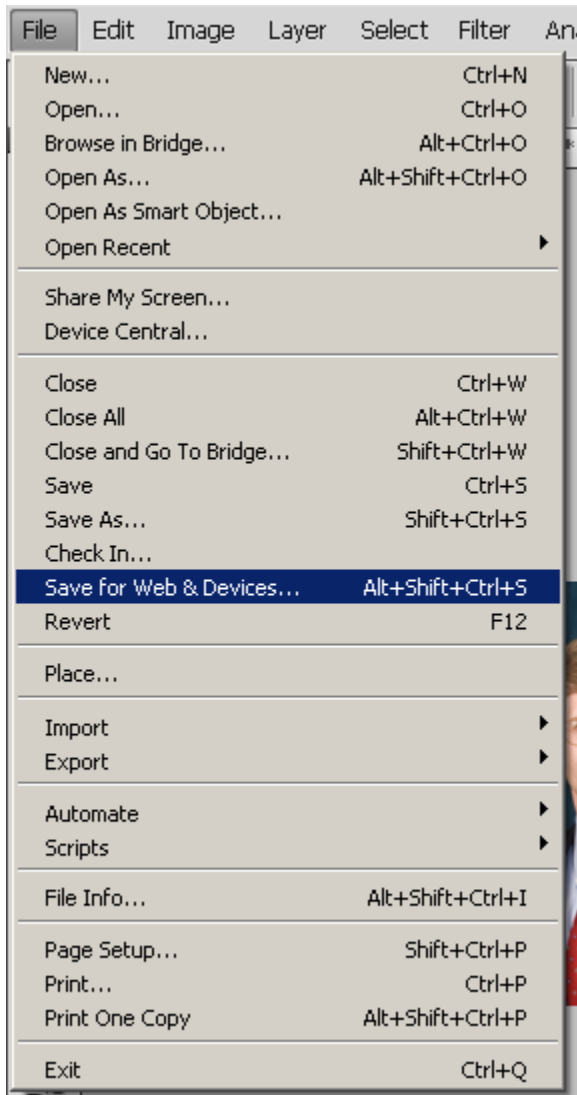 File Edit Image Layer Select Filter
New... Ctrl+N
Open... Ctrl+O
Browse in Bridge... Alt+Ctrl+O
Open As... Alt+Shift+Ctrl+O
Open As Smart Object...
Open Recent
Share My Screen...
Device Central...
Close Ctrl+W
Close All Alt+Ctrl+W
Close and Go To Bridge... Shift+Ctrl+W
Save Ctrl+S
Save As... Shift+Ctrl+S
Check In...
Save for Web & Devices... Alt+Shift+Ctrl+S
Revert F12
Place...
Import
Export
Automate
Scripts
File Info... Alt+Shift+Ctrl+I
Page Setup... Shift+Ctrl+P
Print... Ctrl+P
Print One Copy Alt+Shift+Ctrl+P
Exit Ctrl+Q